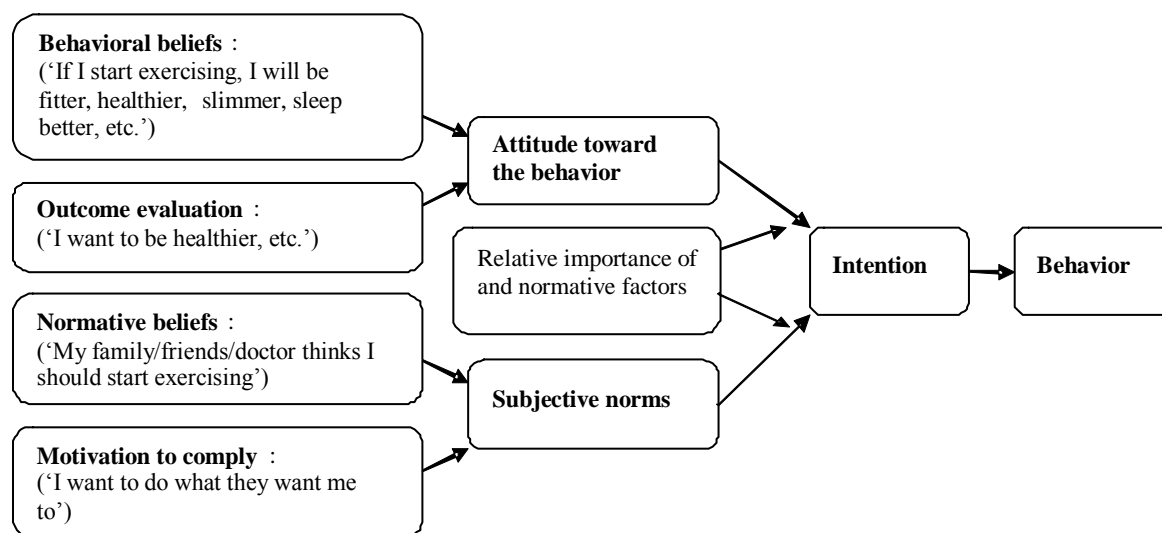 Behavioral beliefs：
(‘If I start exercising, I will be
fitter, healthier, slimmer, sleep
better, etc.’)
Outcome evaluation：
(‘I want to be healthier, etc.’)
Normative beliefs：
(‘My family/friends/doctor thinks I
should start exercising’)
Motivation to comply：
(‘I want to do what they want me
to’)
Attitude toward
the behavior
Relative importance of
and normative factors
Subjective norms
Intention
Behavior